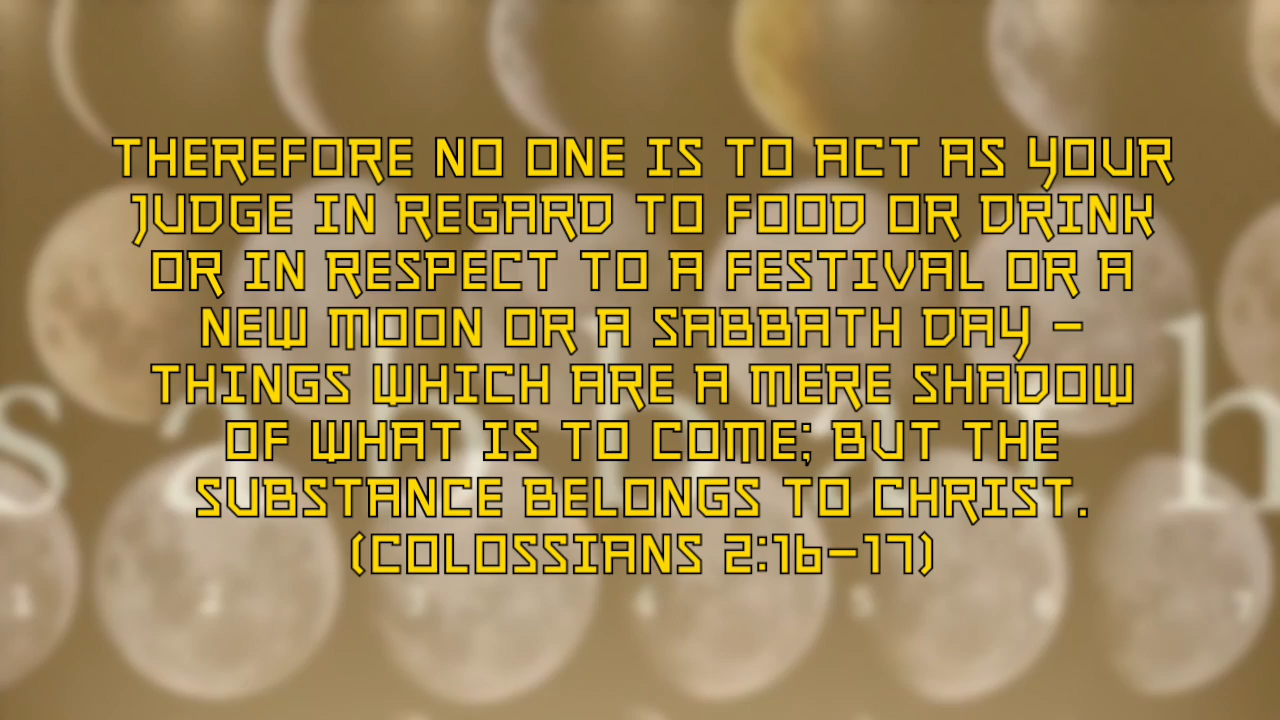 THEREFORE NO ONE IS TO ACT AS YOUR
JUDGE IN REGARD TO FOOD OR DRINK
OR IN RESPECT TO A FESTIVAL OR A
NEW MOON OR A SABBATH DAY –
THINGS WHICH ARE A MERE SHADOW
OF WHAT IS TO COME; BUT THE
SUBSTANCE BELONGS TO CHRIST.
(COLOSSIANS 2:16–17)